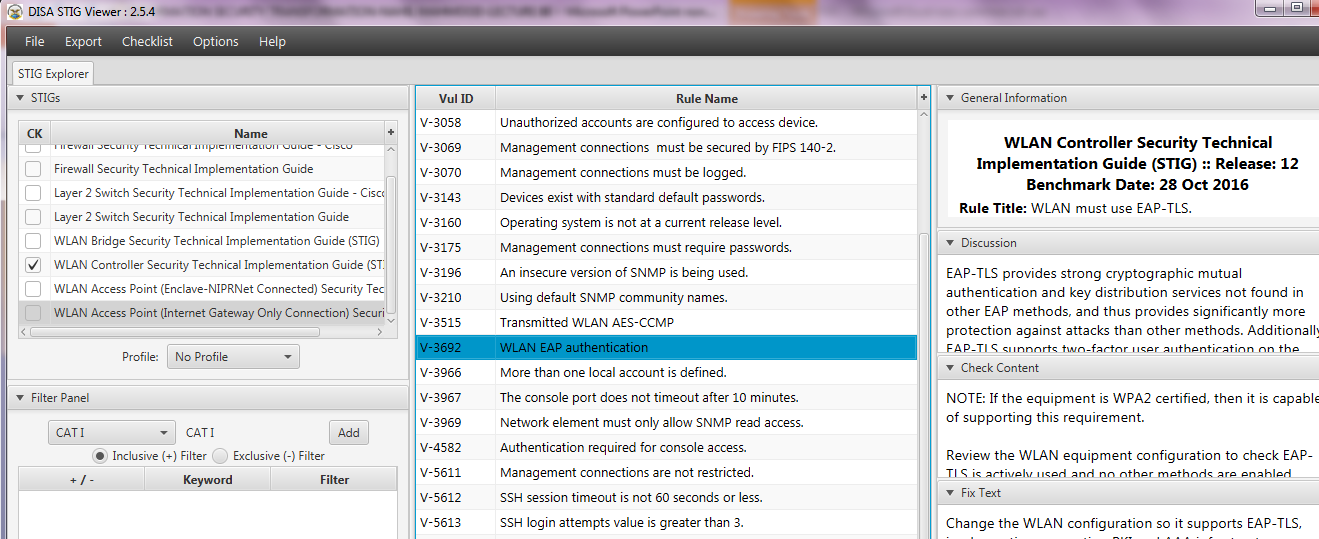 DISA STIG Viewer : 2.5.4
File Export Checklist Options Help
STIG Explorer
STIGs
CK Name
Firewall Security Technical Implementation Guide - Cisco
Firewall Security Technical Implementation Guide
Layer 2 Switch Security Technical Implementation Guide - Cisc
Layer 2 Switch Security Technical Implementation Guide
WLAN Bridge Security Technical Implementation Guide (STIG)
WLAN Controller Security Technical Implementation Guide (STI
WLAN Access Point (Enclave-NIPRNet Connected) Security Tec
WLAN Access Point (Internet Gateway Only Connection) Securi
Profile: No Profile
Filter Panel
CAT I CAT I Add
Inclusive (+) Filter Exclusive (-) Filter
+ / - Keyword Filter
Vul ID Rule Name
V-3058 Unauthorized accounts are configured to access device.
V-3069 Management connections must be secured by FIPS 140-2.
V-3070 Management connections must be logged.
V-3143 Devices exist with standard default passwords.
V-3160 Operating system is not at a current release level.
V-3175 Management connections must require passwords.
V-3196 An insecure version of SNMP is being used.
V-3210 Using default SNMP community names.
V-3515 Transmitted WLAN AES-CCMP
V-3692 WLAN EAP authentication
V-3966 More than one local account is defined.
V-3967 The console port does not timeout after 10 minutes.
V-3969 Network element must only allow SNMP read access.
V-4582 Authentication required for console access.
V-5611 Management connections are not restricted.
V-5612 SSH session timeout is not 60 seconds or less.
V-5613 SSH login attempts value is greater than 3.
General Information
WLAN Controller Security Technical
Implementation Guide (STIG) :: Release: 12
Benchmark Date: 28 Oct 2016
Rule Title: WLAN must use EAP-TLS.
Discussion
EAP-TLS provides strong cryptographic mutual
authentication and key distribution services not found in
other EAP methods, and thus provides significantly more
protection against attacks than other methods. Additionally
EAP-TLS supports two-factor user authentication on the
Check Content
NOTE: If the equipment is WPA2 certified, then it is capable
of supporting this requirement.
Review the WLAN equipment configuration to check EAP-
TLS is actively used and no other methods are enabled
Fix Text
Change the WLAN configuration so it supports EAP-TLS,